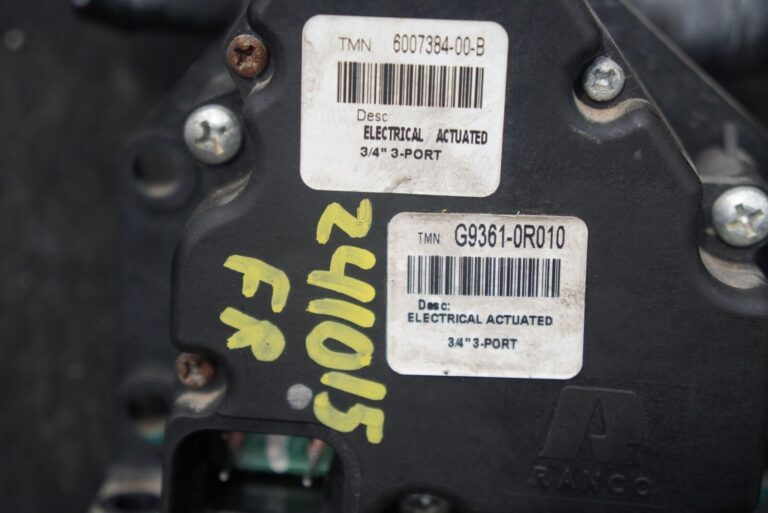 TMN 6007384-00-B
Desc
ELECTRICAL ACTUATED
3/4" 3-PORT
TMN: G9361-0R010
Desc:
ELECTRICAL ACTUATED
3/4" 3-PORT
241015
FR
RANCO